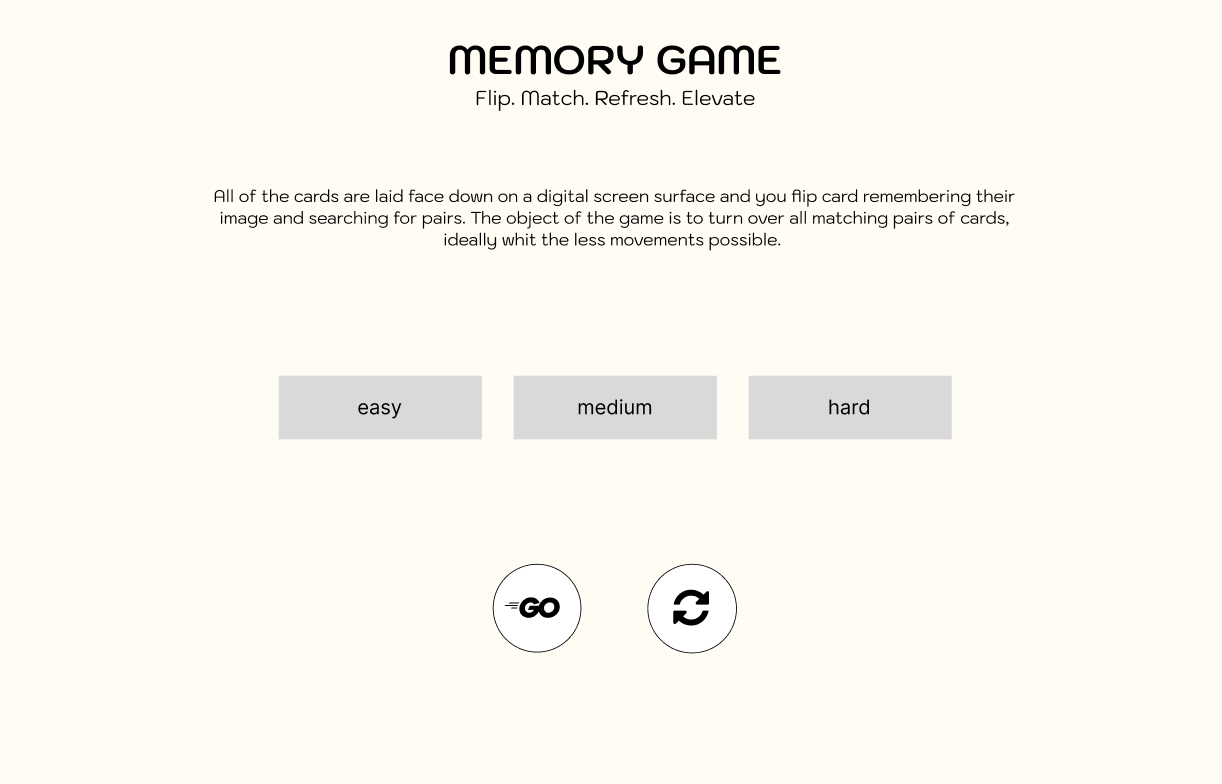 MEMORY GAME
Flip. Match. Refresh. Elevate
All of the cards are laid face down on a digital screen surface and you flip card remembering their
image and searching for pairs. The object of the game is to turn over all matching pairs of cards,
ideally whit the less movements possible.
easy medium hard
GO